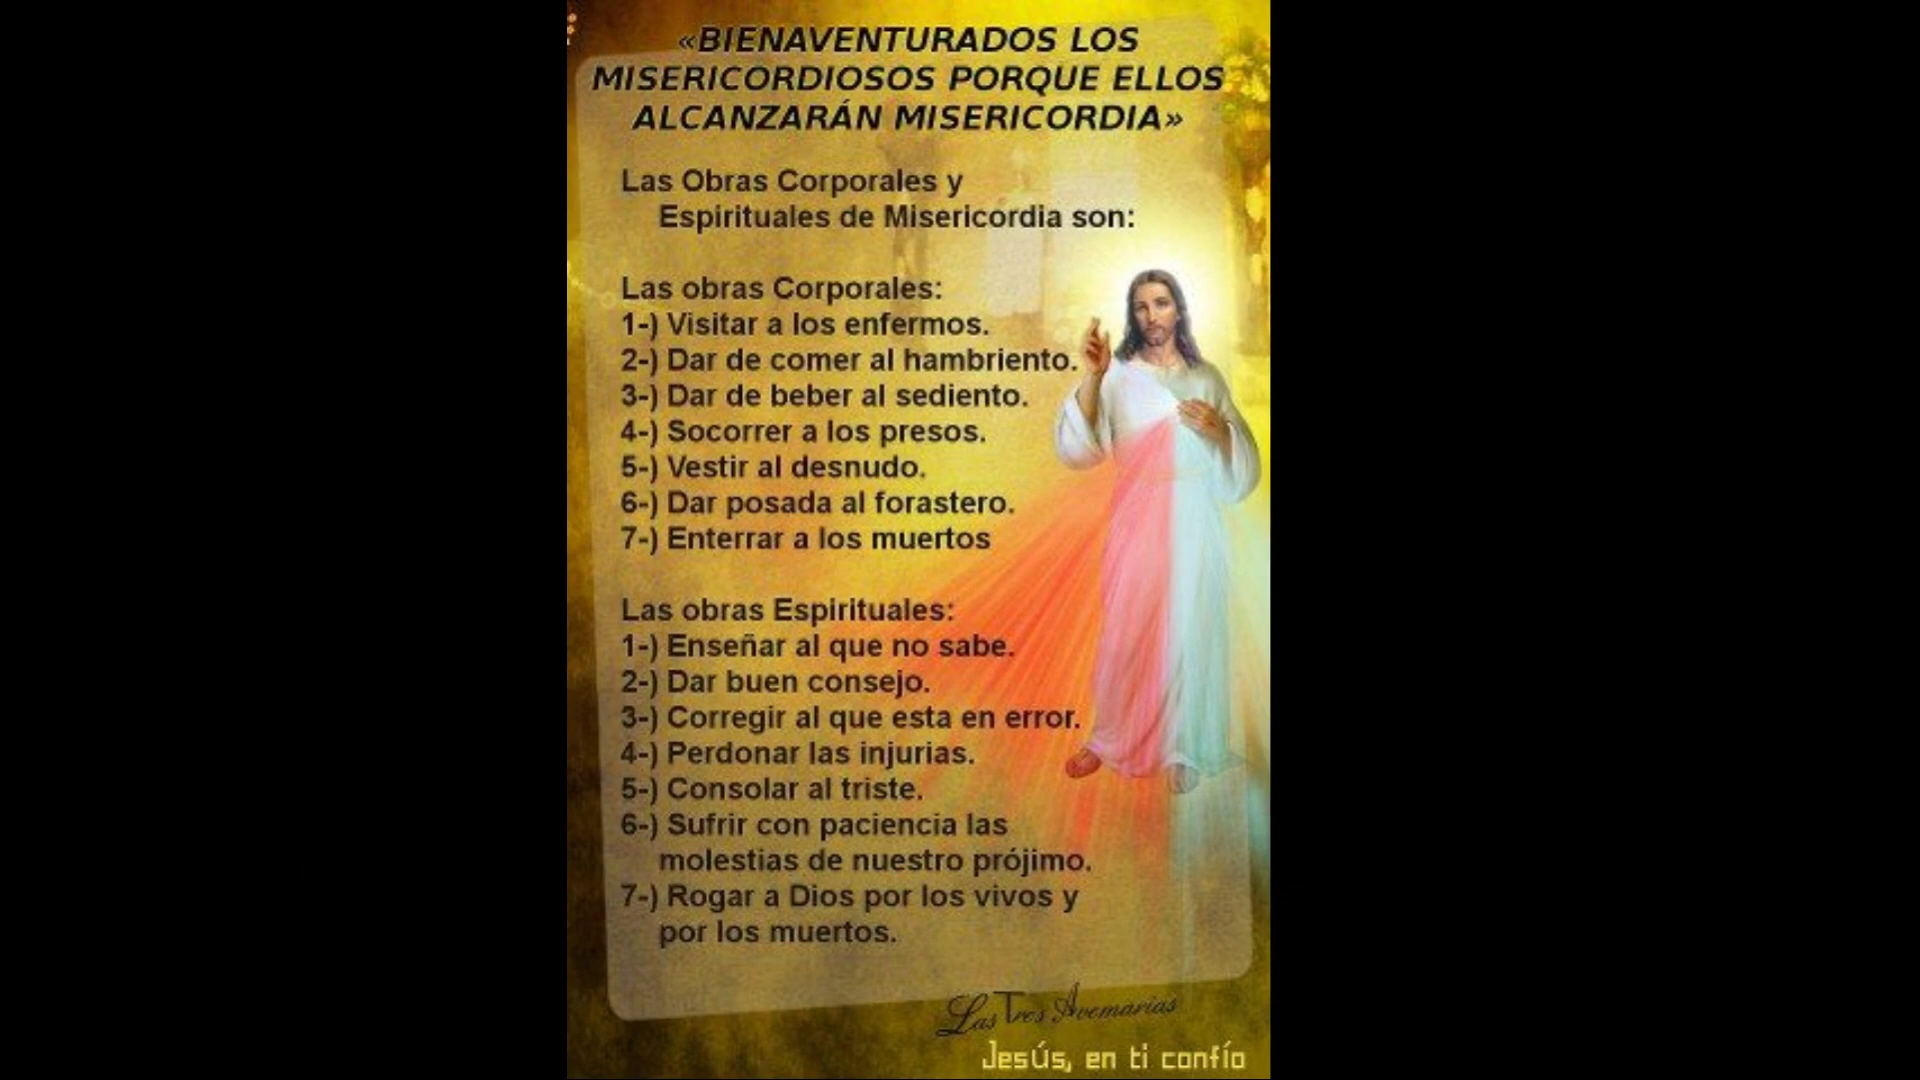 «BIENAVENTURADOS LOS
MISERICORDIOSOS PORQUE ELLOS
ALCANZARÁN MISERICORDIA»
Las Obras Corporales y
Espirituales de Misericordia son:
Las obras Corporales:
1-) Visitar a los enfermos.
2-) Dar de comer al hambriento.
3-) Dar de beber al sediento.
4-) Socorrer a los presos.
5-) Vestir al desnudo.
6-) Dar posada al forastero.
7-) Enterrar a los muertos
Las obras Espirituales:
1-) Enseñar al que no sabe.
2-) Dar buen consejo.
3-) Corregir al que esta en error.
4-) Perdonar las injurias.
5-) Consolar al triste.
6-) Sufrir con paciencia las
molestias de nuestro prójimo.
7-) Rogar a Dios por los vivos y
por los muertos.
Las Tres Avemarias
Jesús, en ti confío